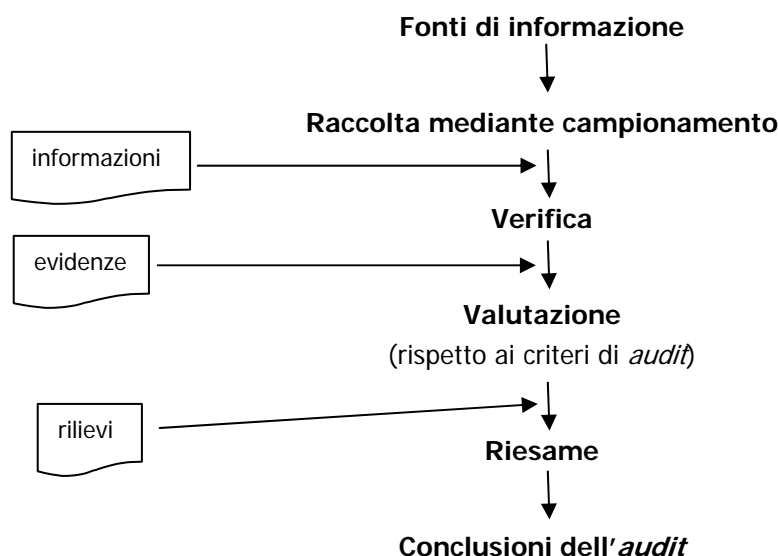 Fonti di informazione
Raccolta mediante campionamento
informazioni
Verifica
evidenze
Valutazione
(rispetto ai criteri di audit)
rilievi
Riesame
Conclusioni dell'audit